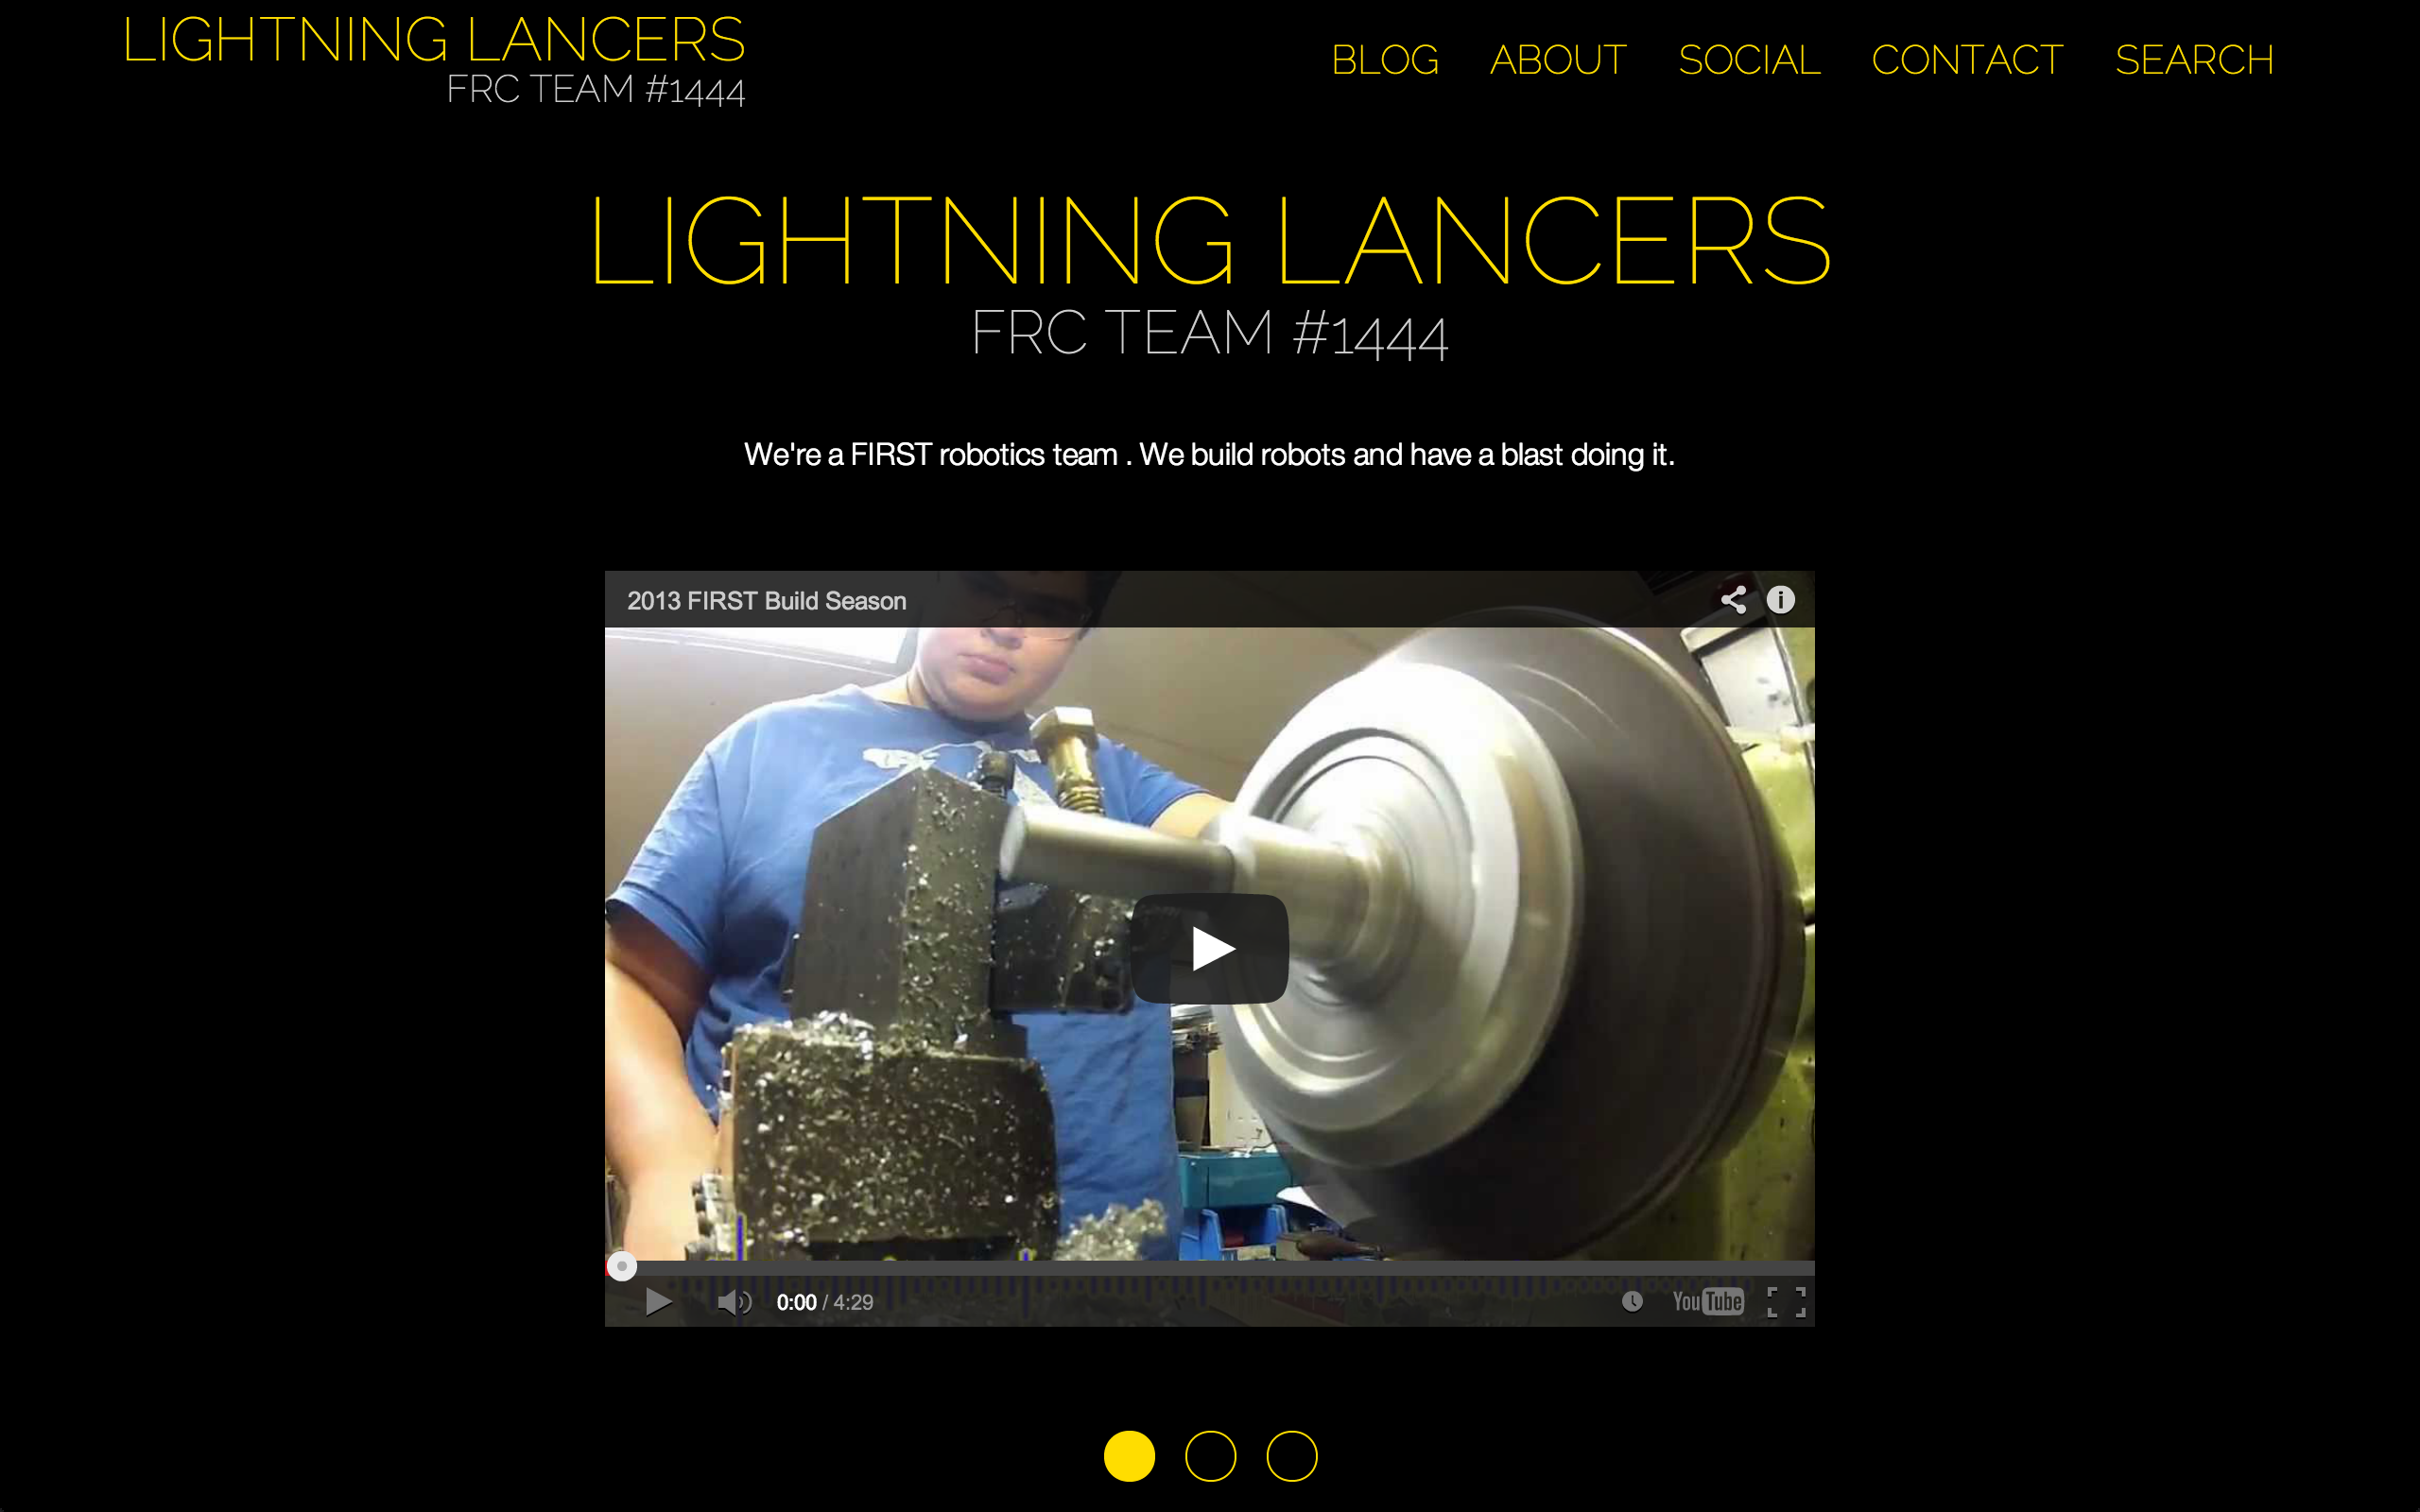 LIGHTNING LANCERS
FRC TEAM #1444
BLOG ABOUT SOCIAL CONTACT SEARCH
LIGHTNING LANCERS
FRC TEAM #1444
We're a FIRST robotics team . We build robots and have a blast doing it.
2013 FIRST Build Season
0:00 / 4:29
YouTube